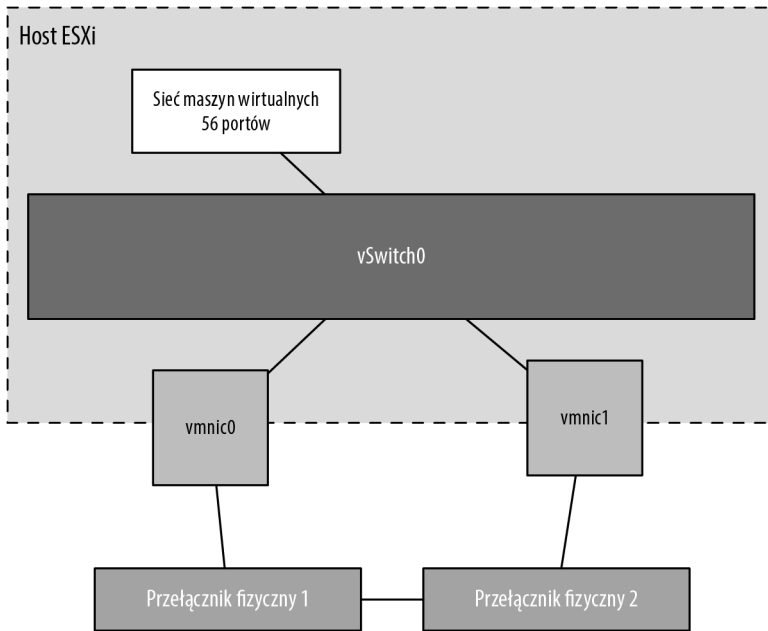 Host ESXi
Sieć maszyn wirtualnych
56 portów
vSwitch0
vmnic0
vmnic1
Przełącznik fizyczny 1
Przełącznik fizyczny 2